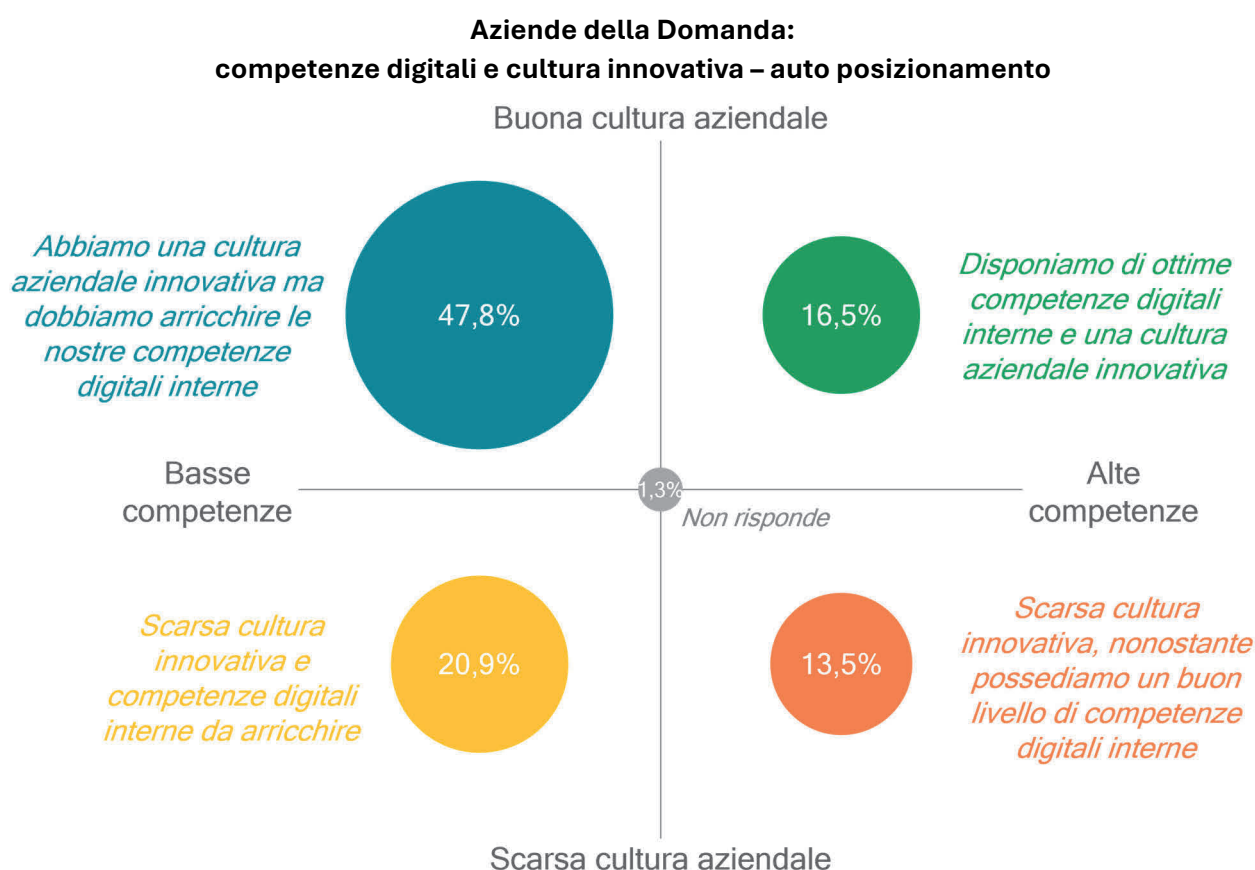 Aziende della Domanda:
competenze digitali e cultura innovativa – auto posizionamento
Buona cultura aziendale
Abbiamo una cultura
aziendale innovativa ma
dobbiamo arricchire le
nostre competenze
digitali interne
47,8%
16,5%
Disponiamo di ottime
competenze digitali
interne e una cultura
aziendale innovativa
Basse
competenze
1,3%
Non risponde
Alte
competenze
Scarsa cultura
innovativa e
competenze digitali
interne da arricchire
20,9%
13,5%
Scarsa cultura
innovativa, nonostante
possediamo un buon
livello di competenze
digitali interne
Scarsa cultura aziendale